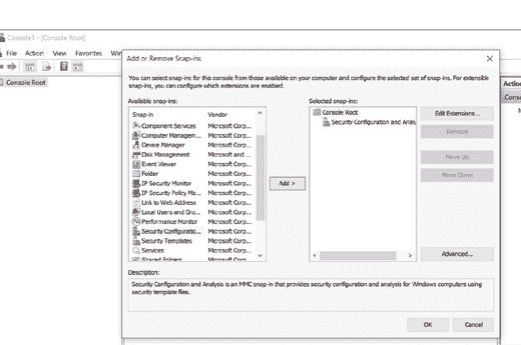 Console1 - [Console Root]
File Action View Favorites
Console Root
Add or Remove Snap-ins
You can select snap-ins for this console from those available on your computer and configure the selected set of snap-ins. For extensible
snap-ins, you can configure which extensions are enabled.
Available snap-ins:
Selected snap-ins:
Snap-in Vendor
Component Services Microsoft Corp...
Computer Managem... Microsoft Corp...
Device Manager Microsoft Corp...
Disk Management Microsoft and ...
Event Viewer Microsoft Corp...
Folder Microsoft Corp...
IP Security Monitor Microsoft Corp...
IP Security Policy Ma... Microsoft Corp...
Link to Web Address Microsoft Corp...
Local Users and Gro... Microsoft Corp...
Performance Monitor Microsoft Corp...
Security Configuratio... Microsoft Corp...
Security Templates Microsoft Corp...
Services Microsoft Corp...
Shared Folders Microsoft Corp...
Add >
Console Root
Security Configuration and Analy
Edit Extensions...
Remove
Move Up
Move Down
Advanced...
Description:
Security Configuration and Analysis is an MMC snap-in that provides security configuration and analysis for Windows computers using
security template files.
OK Cancel
Actio
Conso